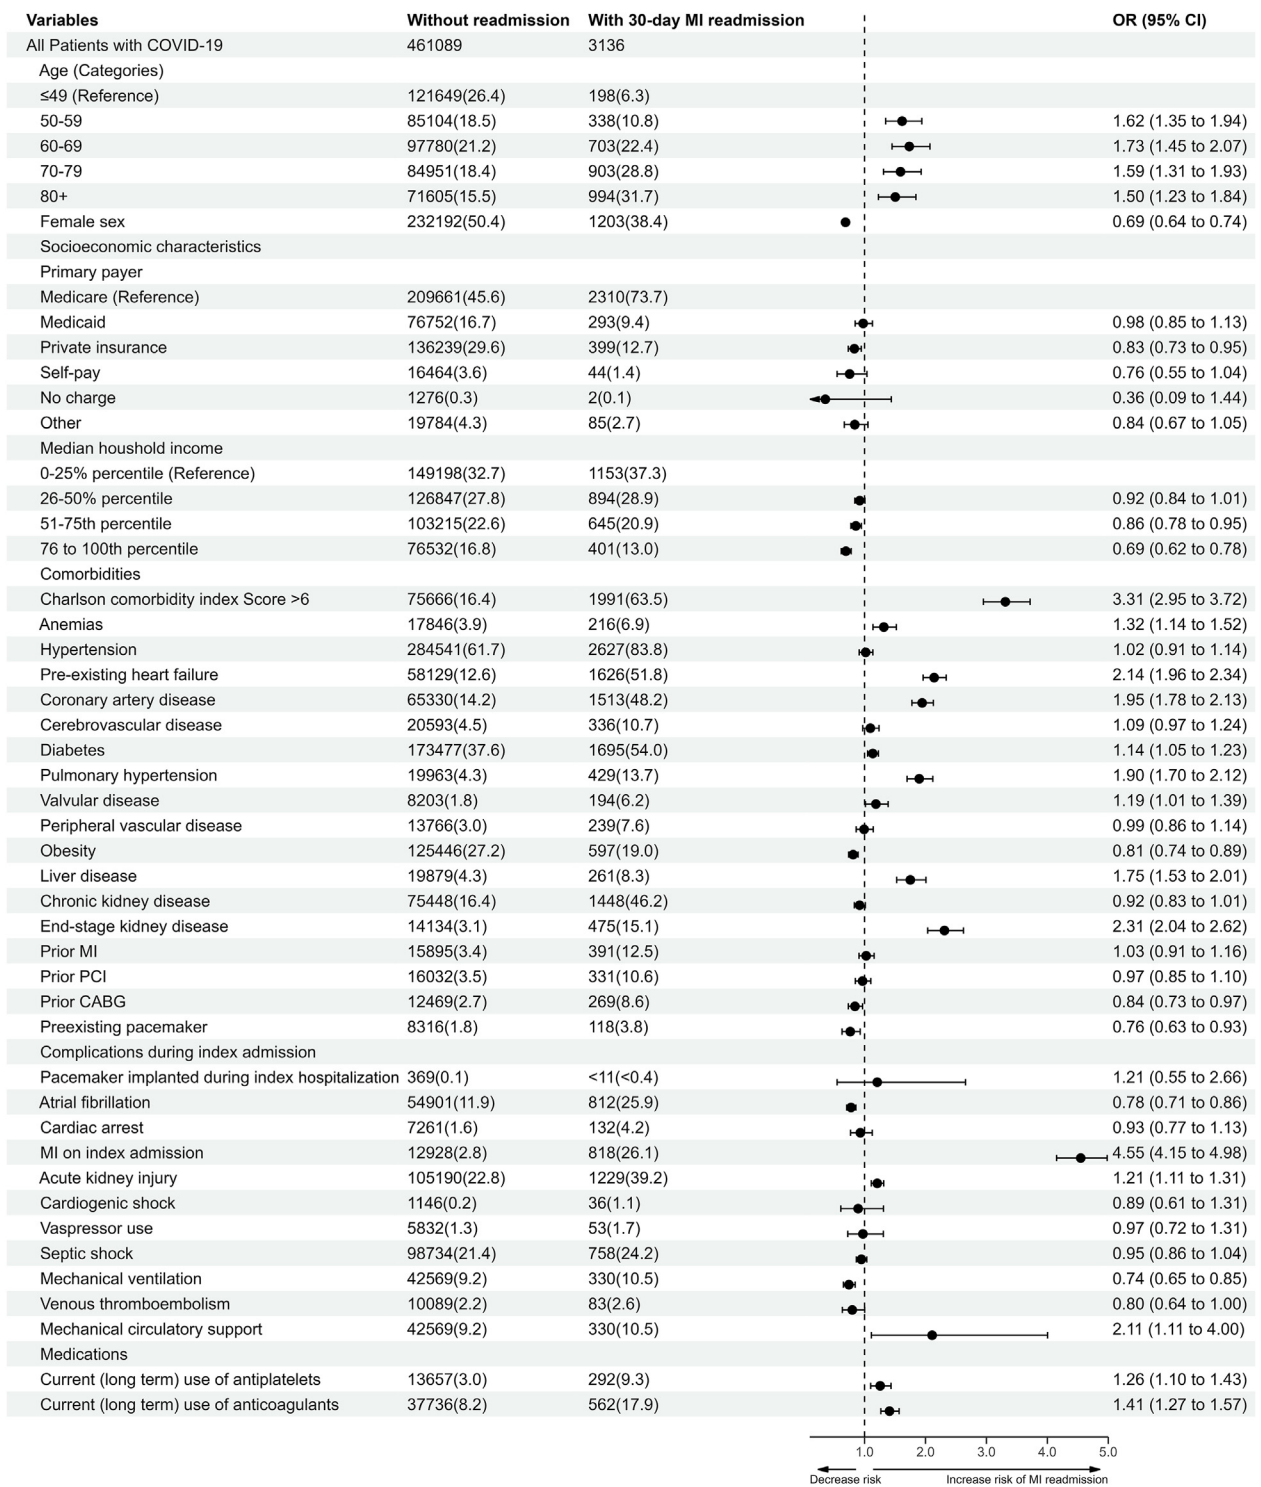 Variables Without readmission With 30-day MI readmission OR (95% CI)
All Patients with COVID-19 461089 3136
Age (Categories)
≤49 (Reference) 121649(26.4) 198(6.3)
50-59 85104(18.5) 338(10.8) 1.62 (1.35 to 1.94)
60-69 97780(21.2) 703(22.4) 1.73 (1.45 to 2.07)
70-79 84951(18.4) 903(28.8) 1.59 (1.31 to 1.93)
80+ 71605(15.5) 994(31.7) 1.50 (1.23 to 1.84)
Female sex 232192(50.4) 1203(38.4) 0.69 (0.64 to 0.74)
Socioeconomic characteristics
Primary payer
Medicare (Reference) 209661(45.6) 2310(73.7)
Medicaid 76752(16.7) 293(9.4) 0.98 (0.85 to 1.13)
Private insurance 136239(29.6) 399(12.7) 0.83 (0.73 to 0.95)
Self-pay 16464(3.6) 44(1.4) 0.76 (0.55 to 1.04)
No charge 1276(0.3) 2(0.1) 0.36 (0.09 to 1.44)
Other 19784(4.3) 85(2.7) 0.84 (0.67 to 1.05)
Median houshold income
0-25% percentile (Reference) 149198(32.7) 1153(37.3)
26-50% percentile 126847(27.8) 894(28.9) 0.92 (0.84 to 1.01)
51-75th percentile 103215(22.6) 645(20.9) 0.86 (0.78 to 0.95)
76 to 100th percentile 76532(16.8) 401(13.0) 0.69 (0.62 to 0.78)
Comorbidities
Charlson comorbidity index Score >6 75666(16.4) 1991(63.5) 3.31 (2.95 to 3.72)
Anemias 17846(3.9) 216(6.9) 1.32 (1.14 to 1.52)
Hypertension 284541(61.7) 2627(83.8) 1.02 (0.91 to 1.14)
Pre-existing heart failure 58129(12.6) 1626(51.8) 2.14 (1.96 to 2.34)
Coronary artery disease 65330(14.2) 1513(48.2) 1.95 (1.78 to 2.13)
Cerebrovascular disease 20593(4.5) 336(10.7) 1.09 (0.97 to 1.24)
Diabetes 173477(37.6) 1695(54.0) 1.14 (1.05 to 1.23)
Pulmonary hypertension 19963(4.3) 429(13.7) 1.90 (1.70 to 2.12)
Valvular disease 8203(1.8) 194(6.2) 1.19 (1.01 to 1.39)
Peripheral vascular disease 13766(3.0) 239(7.6) 0.99 (0.86 to 1.14)
Obesity 125446(27.2) 597(19.0) 0.81 (0.74 to 0.89)
Liver disease 19879(4.3) 261(8.3) 1.75 (1.53 to 2.01)
Chronic kidney disease 75448(16.4) 1448(46.2) 0.92 (0.83 to 1.01)
End-stage kidney disease 14134(3.1) 475(15.1) 2.31 (2.04 to 2.62)
Prior MI 15895(3.4) 391(12.5) 1.03 (0.91 to 1.16)
Prior PCI 16032(3.5) 331(10.6) 0.97 (0.85 to 1.10)
Prior CABG 12469(2.7) 269(8.6) 0.84 (0.73 to 0.97)
Preexisting pacemaker 8316(1.8) 118(3.8) 0.76 (0.63 to 0.93)
Complications during index admission
Pacemaker implanted during index hospitalization 369(0.1) <11(<0.4) 1.21 (0.55 to 2.66)
Atrial fibrillation 54901(11.9) 812(25.9) 0.78 (0.71 to 0.86)
Cardiac arrest 7261(1.6) 132(4.2) 0.93 (0.77 to 1.13)
MI on index admission 12928(2.8) 818(26.1) 4.55 (4.15 to 4.98)
Acute kidney injury 105190(22.8) 1229(39.2) 1.21 (1.11 to 1.31)
Cardiogenic shock 1146(0.2) 36(1.1) 0.89 (0.61 to 1.31)
Vaspressor use 5832(1.3) 53(1.7) 0.97 (0.72 to 1.31)
Septic shock 98734(21.4) 758(24.2) 0.95 (0.86 to 1.04)
Mechanical ventilation 42569(9.2) 330(10.5) 0.74 (0.65 to 0.85)
Venous thromboembolism 10089(2.2) 83(2.6) 0.80 (0.64 to 1.00)
Mechanical circulatory support 42569(9.2) 330(10.5) 2.11 (1.11 to 4.00)
Medications
Current (long term) use of antiplatelets 13657(3.0) 292(9.3) 1.26 (1.10 to 1.43)
Current (long term) use of anticoagulants 37736(8.2) 562(17.9) 1.41 (1.27 to 1.57)
1.0 2.0 3.0 4.0 5.0
Decrease risk Increase risk of MI readmission